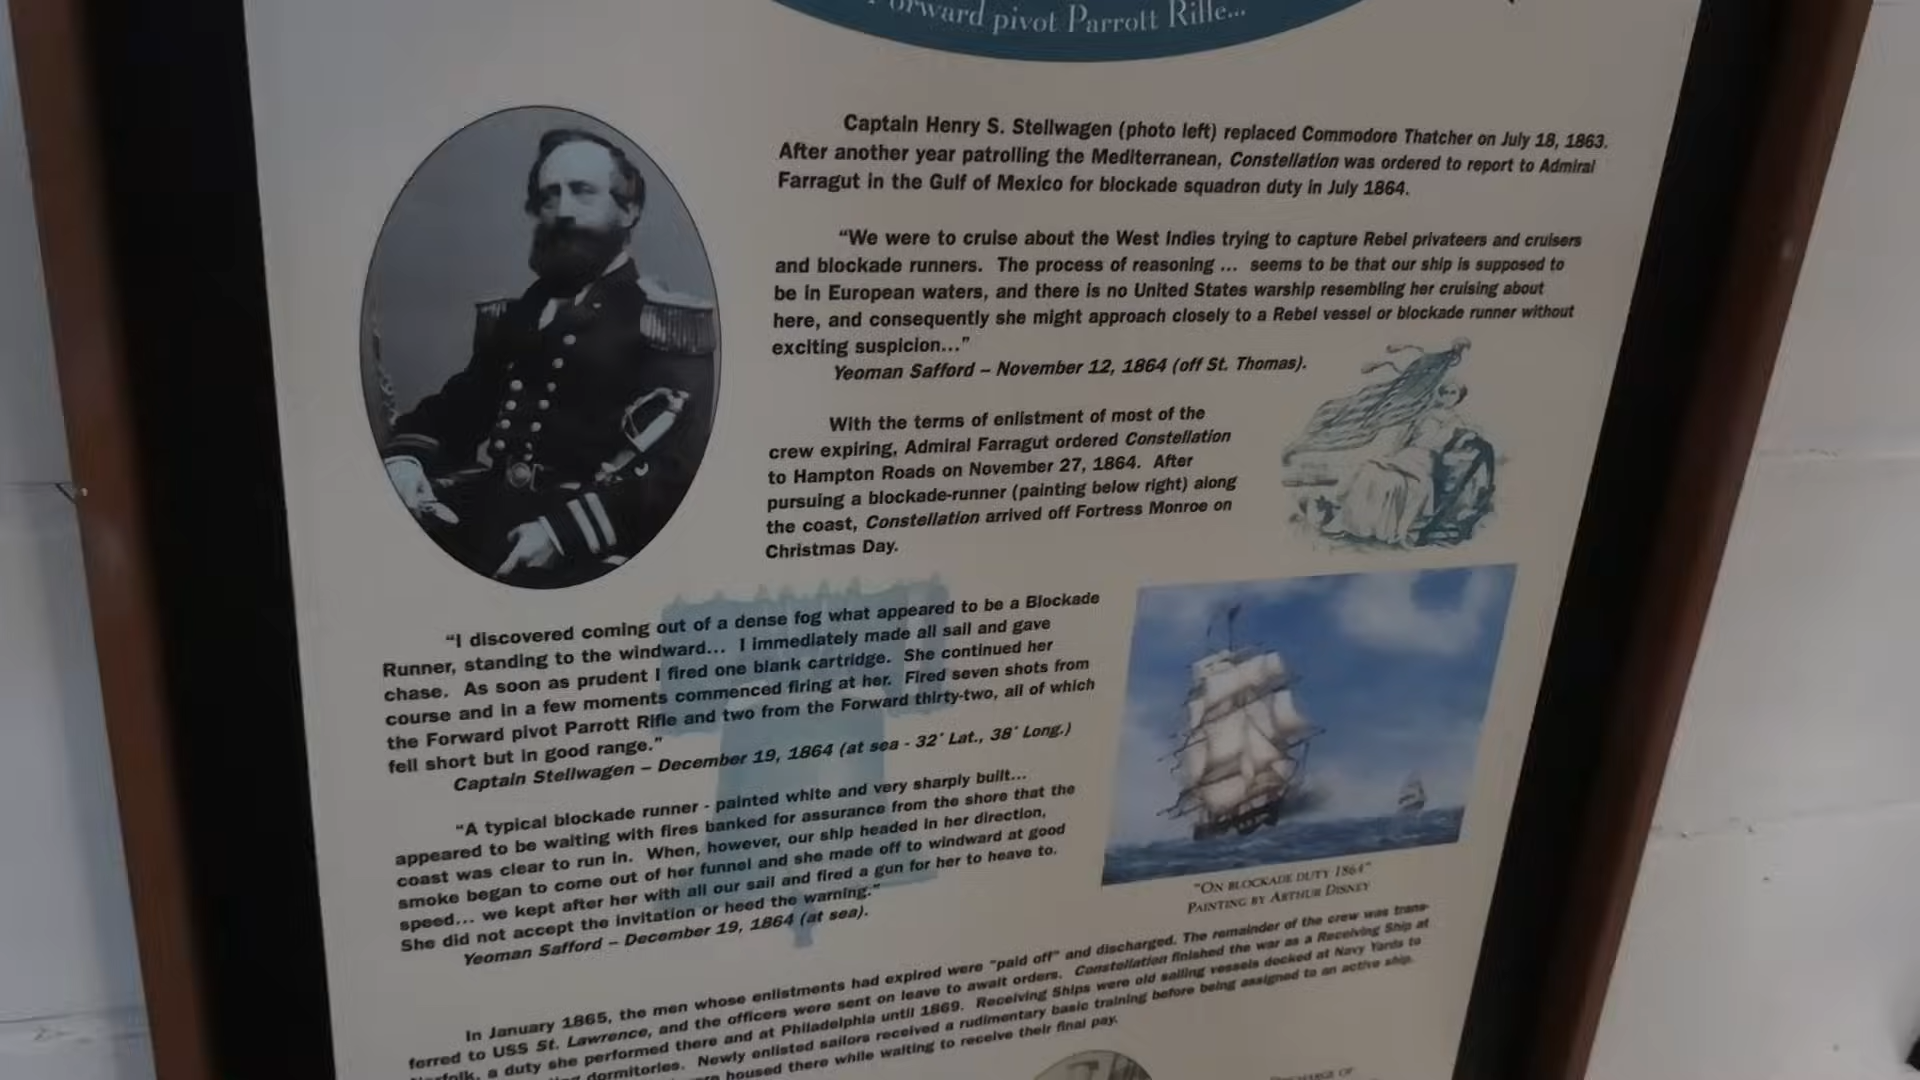 Forward pivot Parrott Rifle...
Captain Henry S. Stellwagen (photo left) replaced Commodore Thatcher on July 18, 1863.
After another year patrolling the Mediterranean, Constellation was ordered to report to Admiral
Farragut in the Gulf of Mexico for blockade squadron duty in July 1864.
“We were to cruise about the West Indies trying to capture Rebel privateers and cruisers
and blockade runners. The process of reasoning ... seems to be that our ship is supposed to
be in European waters, and there is no United States warship resembling her cruising about
here, and consequently she might approach closely to a Rebel vessel or blockade runner without
exciting suspicion...”
Yeoman Safford – November 12, 1864 (off St. Thomas).
With the terms of enlistment of most of the
crew expiring, Admiral Farragut ordered Constellation
to Hampton Roads on November 27, 1864. After
pursuing a blockade-runner (painting below right) along
the coast, Constellation arrived off Fortress Monroe on
Christmas Day.
“I discovered coming out of a dense fog what appeared to be a Blockade
Runner, standing to the windward... I immediately made all sail and gave
chase. As soon as prudent I fired one blank cartridge. She continued her
course and in a few moments commenced firing at her. Fired seven shots from
the Forward pivot Parrott Rifle and two from the Forward thirty-two, all of which
fell short but in good range.”
Captain Stellwagen – December 19, 1864 (at sea - 32° Lat., 38° Long.)
“A typical blockade runner - painted white and very sharply built...
appeared to be waiting with fires banked for assurance from the shore that the
coast was clear to run in. When, however, our ship headed in her direction,
smoke began to come out of her funnel and she made off to windward at good
speed... we kept after her with all our sail and fired a gun for her to heave to.
She did not accept the invitation or heed the warning.”
Yeoman Safford – December 19, 1864 (at sea).
“ON BLOCKADE DUTY 1864”
PAINTING BY ARTHUR DISNEY
In January 1865, the men whose enlistments had expired were “paid off” and discharged. The remainder of the crew was trans-
ferred to USS St. Lawrence, and the officers were sent on leave to await orders. Constellation finished the war as a Receiving Ship at
Norfolk, a duty she performed there and at Philadelphia until 1869. Receiving Ships were old sailing vessels docked at Navy Yards to
dormitories. Newly enlisted sailors received a rudimentary basic training before being assigned to an active ship.
housed there while waiting to receive their final pay.